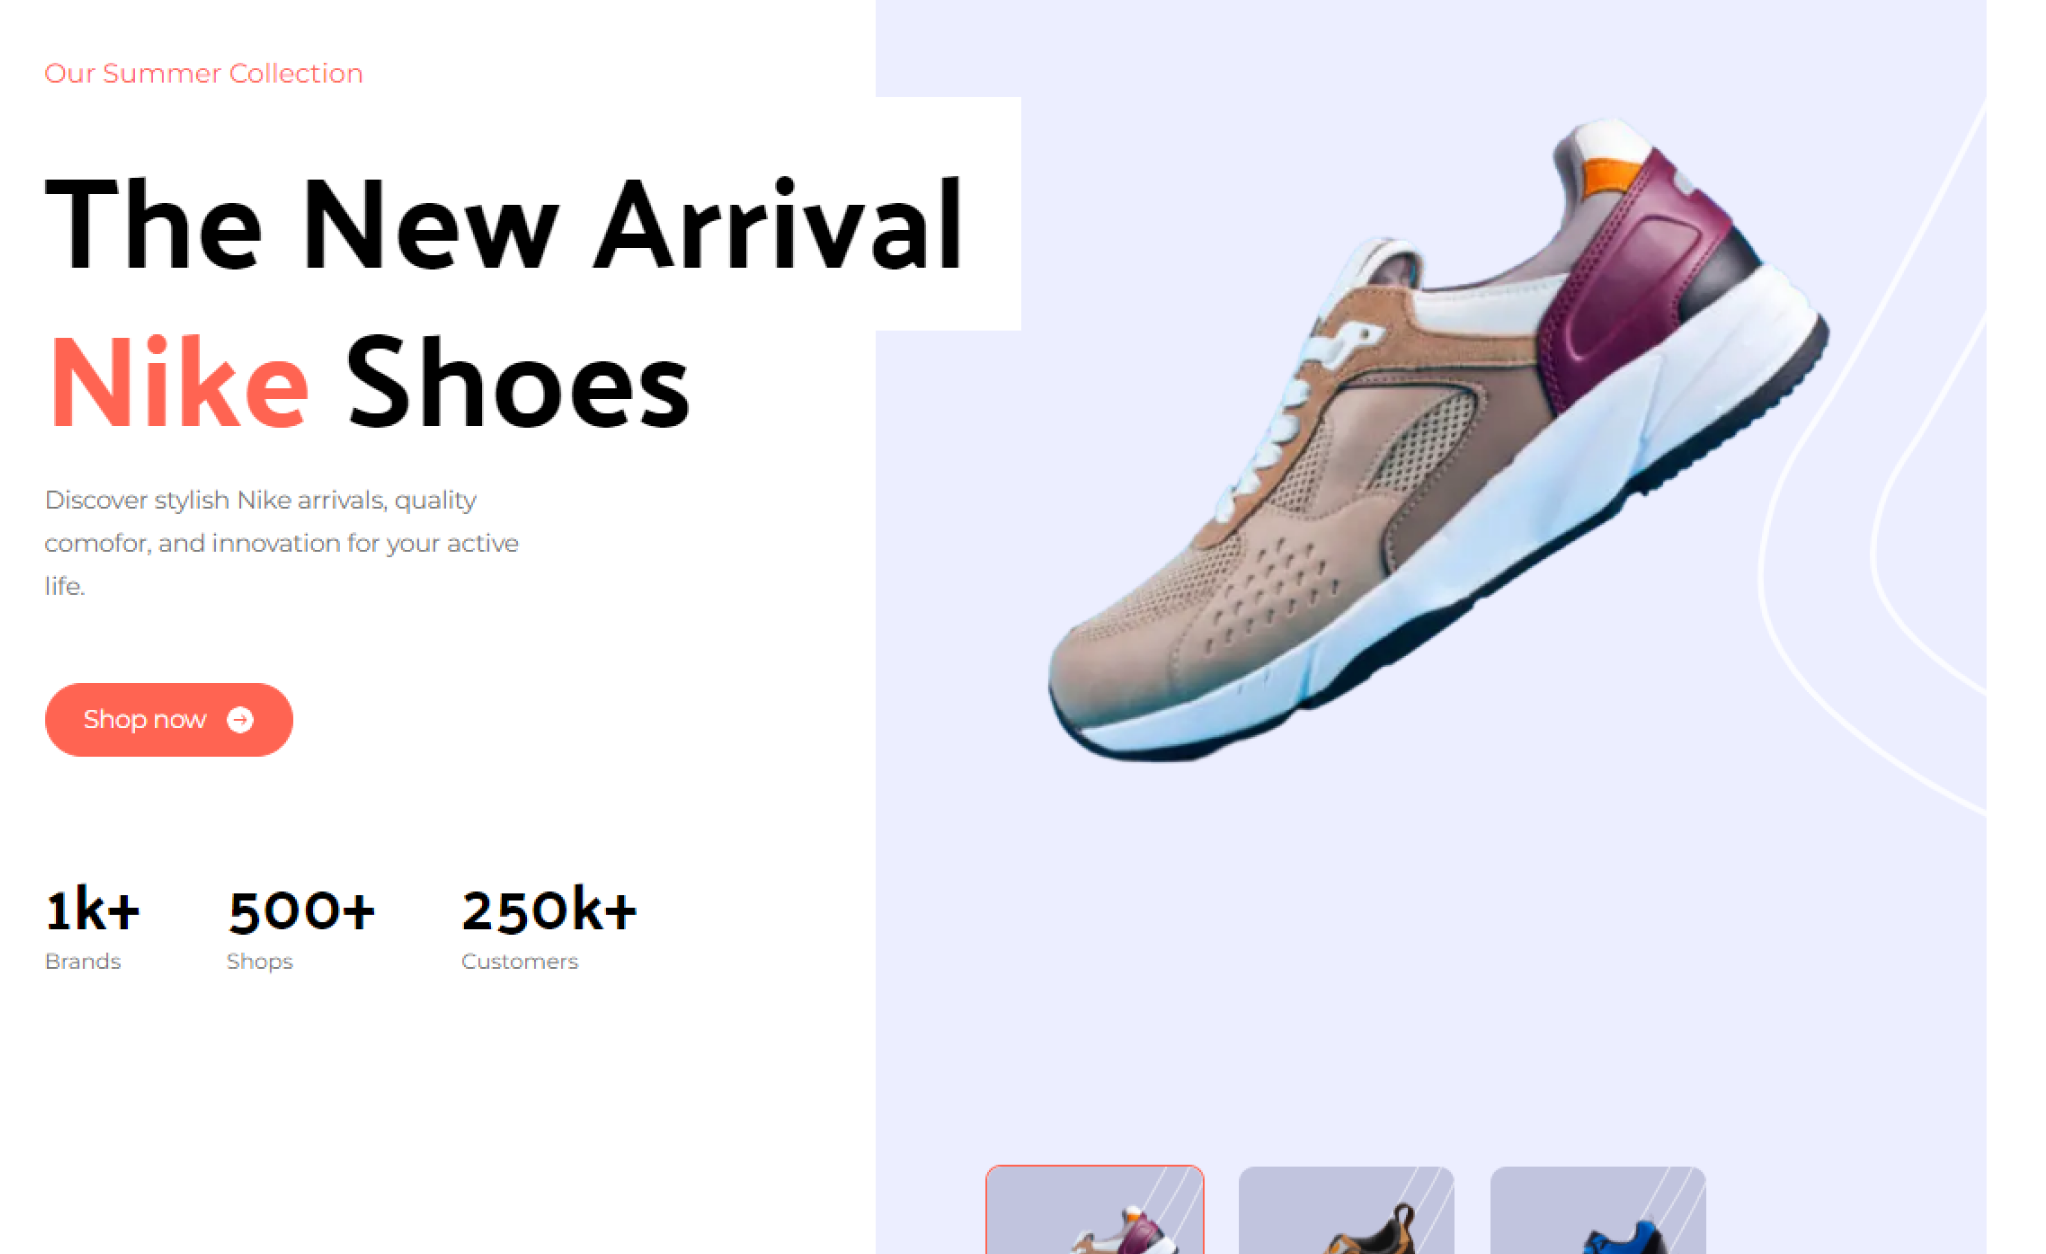 Our Summer Collection
The New Arrival
Nike Shoes
Discover stylish Nike arrivals, quality
comofor, and innovation for your active
life.
Shop now
1k+ 500+ 250k+
Brands Shops Customers